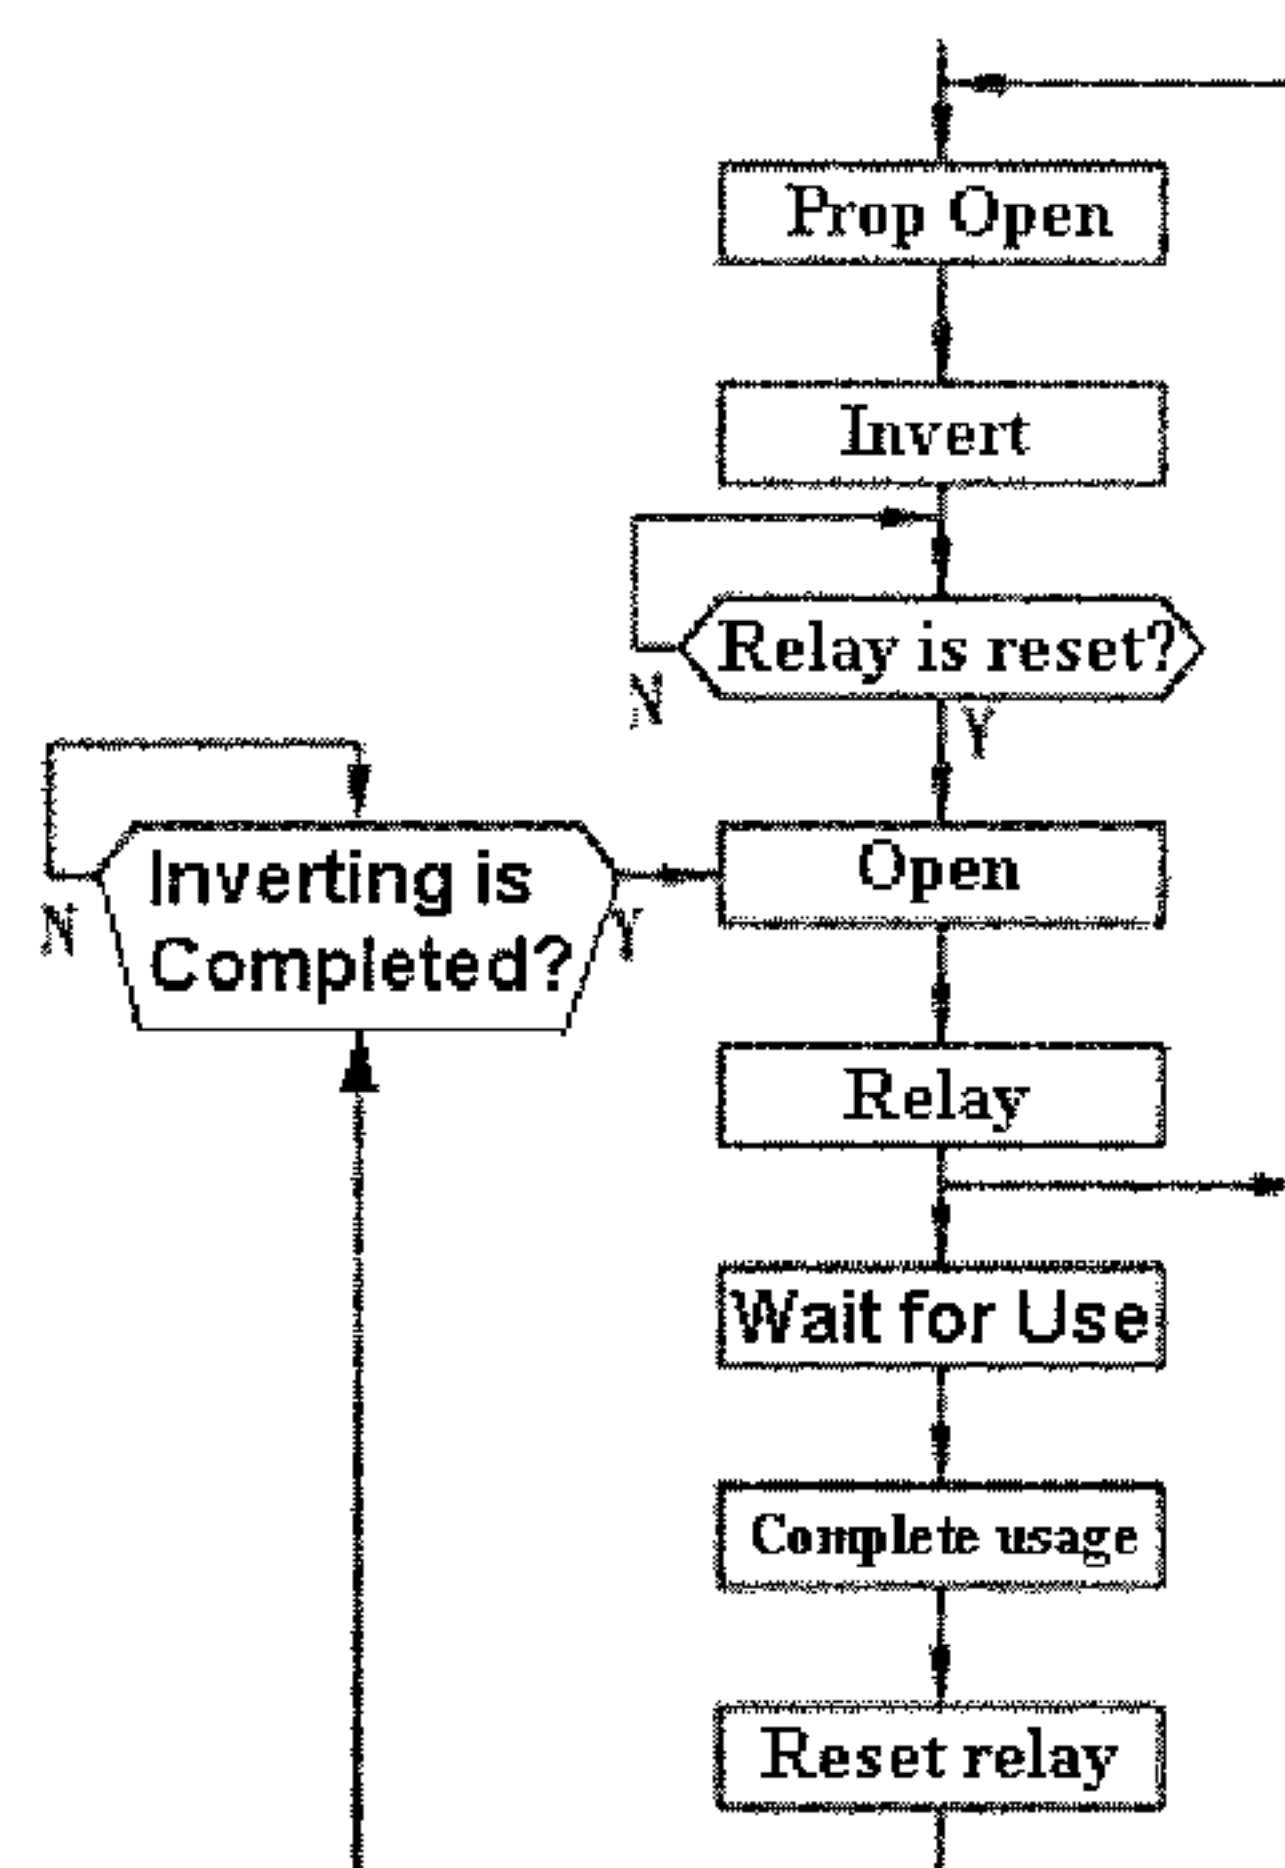 Prop Open
Invert
Relay is reset?
N
Y
Inverting is
Completed?
N
Y
Open
Relay
Wait for Use
Complete usage
Reset relay